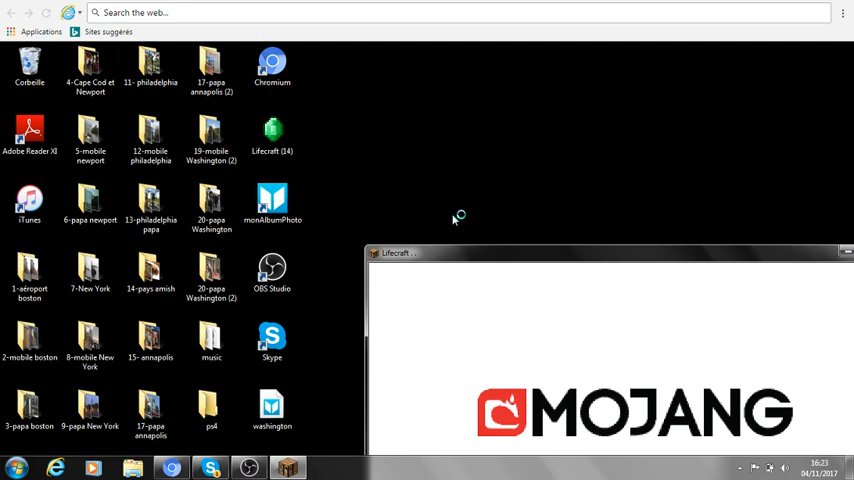 Search the web...
Applications
Sites suggérés
Corbeille
4-Cape Cod et
Newport
11- philadelphia
17-papa
annapolis (2)
Chromium
Adobe Reader XI
5-mobile
newport
12-mobile
philadelphia
19-mobile
Washington (2)
Lifecraft (14)
iTunes
6-papa newport
13-philadelphia
papa
20-papa
Washington
monAlbumPhoto
1-aéroport
boston
7-New York
14-pays amish
20-papa
Washington (2)
OBS Studio
2-mobile boston
8-mobile New
York
15- annapolis
music
Skype
3-papa boston
9-papa New York
17-papa
annapolis
ps4
washington
Lifecraft . .
MOJANG
16:23
04/11/2017